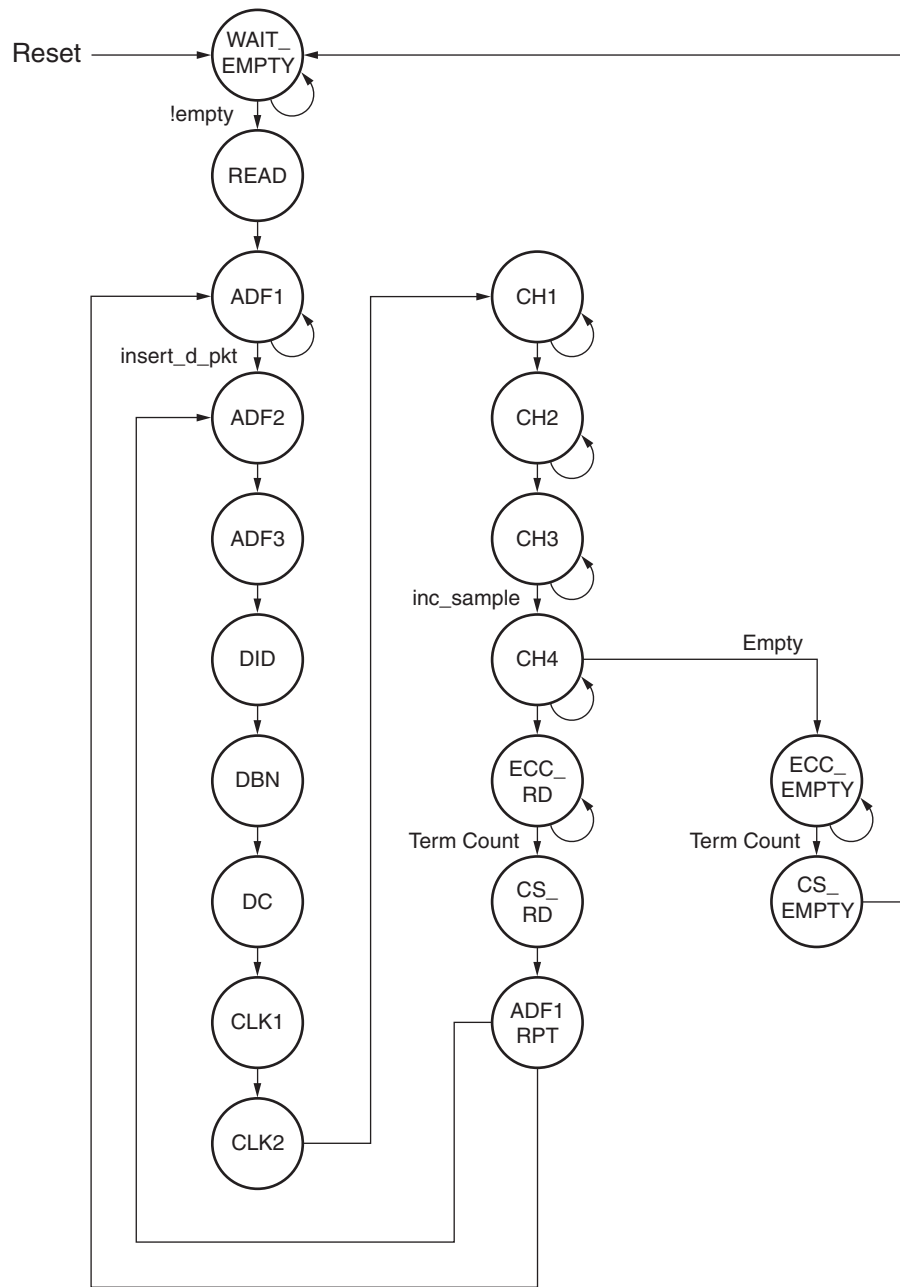 Reset
WAIT_
EMPTY
!empty
READ
ADF1
insert_d_pkt
ADF2
ADF3
DID
DBN
DC
CLK1
CLK2
CH1
CH2
CH3
inc_sample
CH4
Empty
ECC_
RD
Term Count
CS_
RD
ADF1
RPT
ECC_
EMPTY
Term Count
CS_
EMPTY